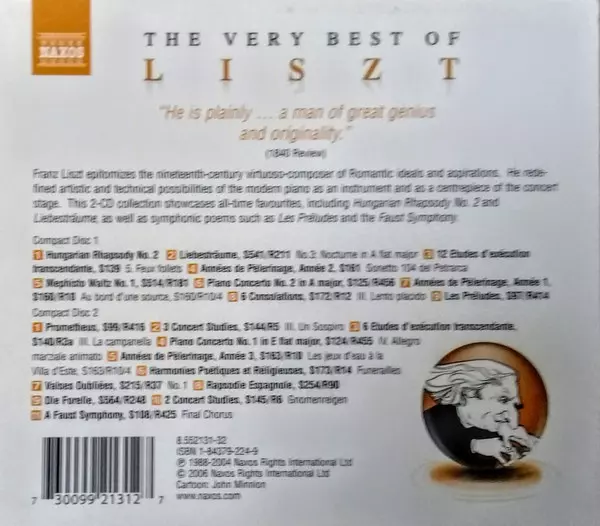 NAXOS
THE VERY BEST OF
LISZT
"He is plainly ... a man of great genius
and originality."
(1840 Review)
Franz Liszt epitomizes the nineteenth-century virtuoso-composer of Romantic ideals and aspirations. He rede-
fined artistic and technical possibilities of the modern piano as an instrument and as a centrepiece of the concert
stage. This 2-CD collection showcases all-time favourites, including Hungarian Rhapsody No. 2 and
Liebesträume, as well as symphonic poems such as Les Préludes and the Faust Symphony.
Compact Disc 1
1 Hungarian Rhapsody No. 2 2 Liebesträume, S541/R211 No.3: Nocturne in A flat major 3 12 Etudes d'exécution
transcendante, S139 5. Feux follets 4 Années de Pèlerinage, Année 2, S161 Sonetto 104 del Petrarca
5 Mephisto Waltz No. 1, S514/R181 6 Piano Concerto No. 2 in A major, S125/R456 7 Années de Pèlerinage, Année 1,
S160/R10 Au bord d'une source, S160/R10/4 8 6 Consolations, S172/R12 III. Lento placido 9 Les Préludes, S97/R414
Compact Disc 2
1 Prometheus, S99/R416 2 3 Concert Studies, S144/R5 III. Un Sospiro 3 6 Etudes d'exécution transcendante,
S140/R3a III. La campanella 4 Piano Concerto No. 1 in E flat major, S124/R455 IV. Allegro
marziale animato 5 Années de Pèlerinage, Année 3, S163/R10 Les jeux d'eau à la
Villa d'Este, S163/R10/4 6 Harmonies Poétiques et Réligieuses, S173/R14 Funerailles
7 Valses Oubliées, S215/R37 No. 1 8 Rapsodie Espagnole, S254/R90
9 Die Forelle, S564/R248 10 2 Concert Studies, S145/R6 Gnomenreigen
11 A Faust Symphony, S108/R425 Final Chorus
8.552131-32
ISBN 1-84379-224-9
℗ 1988-2004 Naxos Rights International Ltd
© 2006 Naxos Rights International Ltd
Cartoon: John Minnion
www.naxos.com
7 30099 21312 7